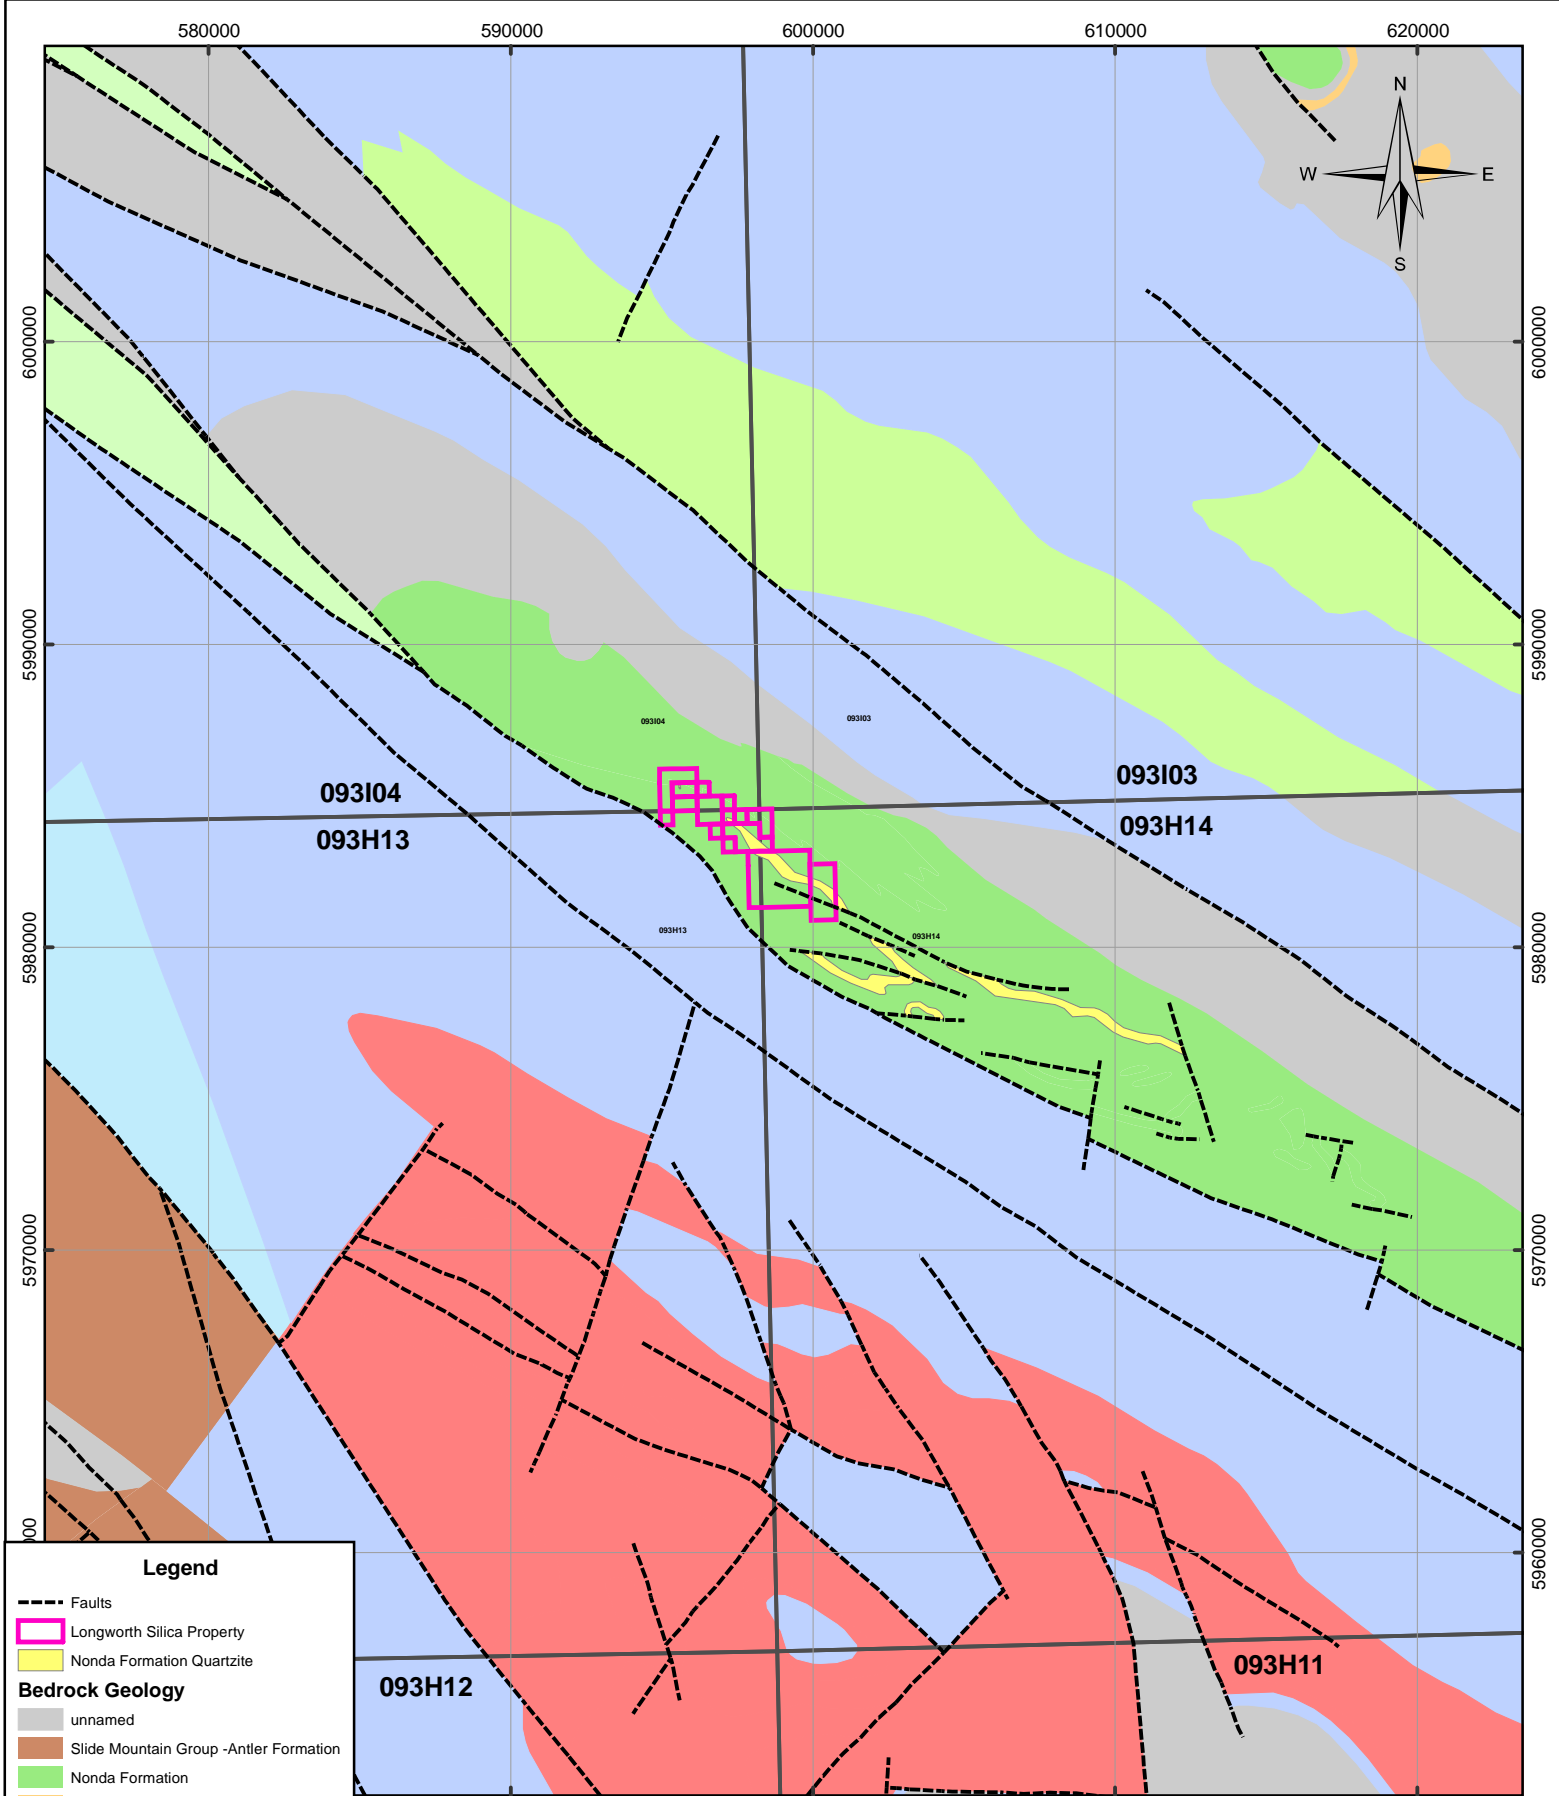 580000 590000 600000 610000 620000
N
W E
S
6000000 6000000
5990000 5990000
093I04 093I03
093I04 093I03
093H13 093H14
093H13 093H14
5980000 5980000
5970000 5970000
5960000
093H11
093H12
Legend
Faults
Longworth Silica Property
Nonda Formation Quartzite
Bedrock Geology
unnamed
Slide Mountain Group -Antler Formation
Nonda Formation